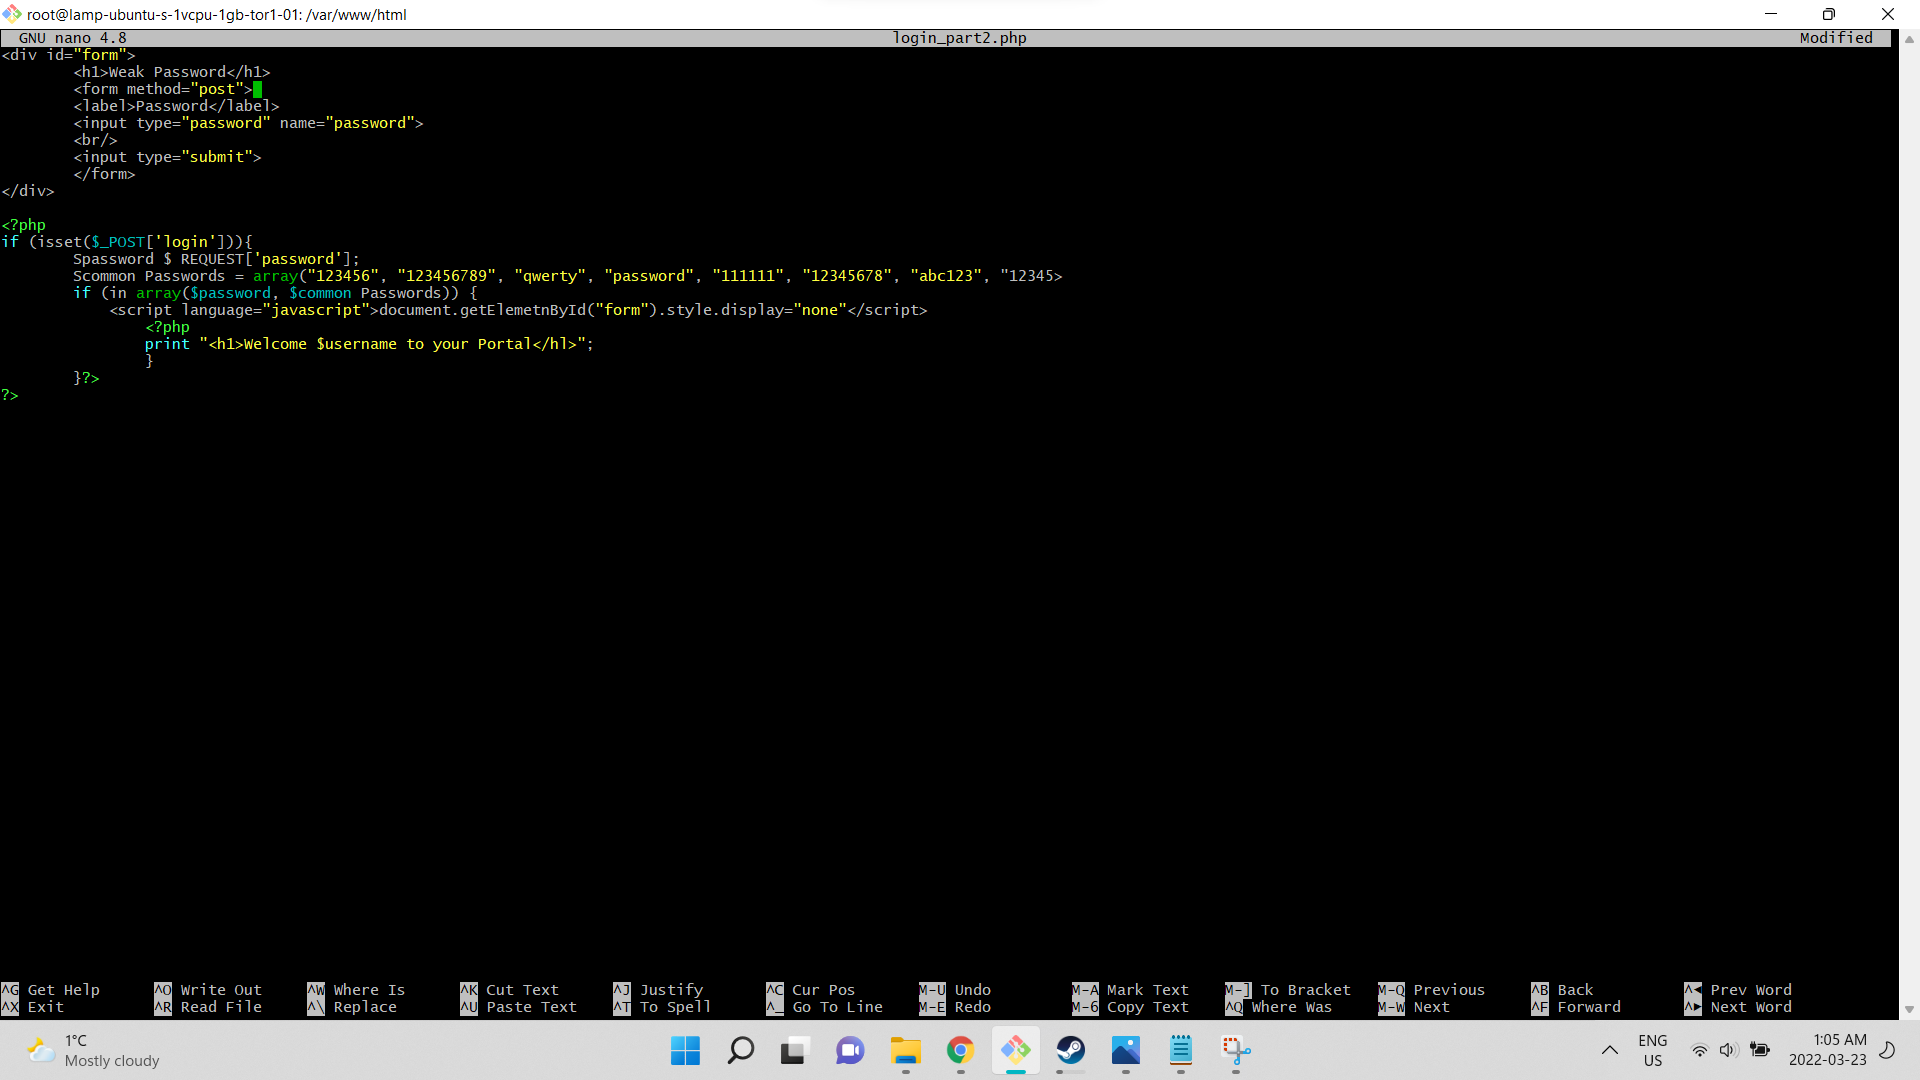 root@lamp-ubuntu-s-1vcpu-1gb-tor1-01: /var/www/html
GNU nano 4.8 login_part2.php Modified
<div id="form">
<h1>Weak Password</h1>
<form method="post">
<label>Password</label>
<input type="password" name="password">
<br/>
<input type="submit">
</form>
</div>
<?php
if (isset($_POST['login'])){
Spassword $ REQUEST['password'];
Scommon Passwords = array("123456", "123456789", "qwerty", "password", "111111", "12345678", "abc123", "12345>
if (in array($password, $common Passwords)) {
<script language="javascript">document.getElemetnById("form").style.display="none"</script>
<?php
print "<h1>Welcome $username to your Portal</hl>";
}
}?>
?>
^G Get Help ^O Write Out ^W Where Is ^K Cut Text ^J Justify ^C Cur Pos M-U Undo M-A Mark Text M-] To Bracket M-Q Previous ^B Back ^◄ Prev Word
^X Exit ^R Read File ^\ Replace ^U Paste Text ^T To Spell ^_ Go To Line M-E Redo M-6 Copy Text ^Q Where Was M-W Next ^F Forward ^► Next Word
1°C
Mostly cloudy
ENG
US
1:05 AM
2022-03-23